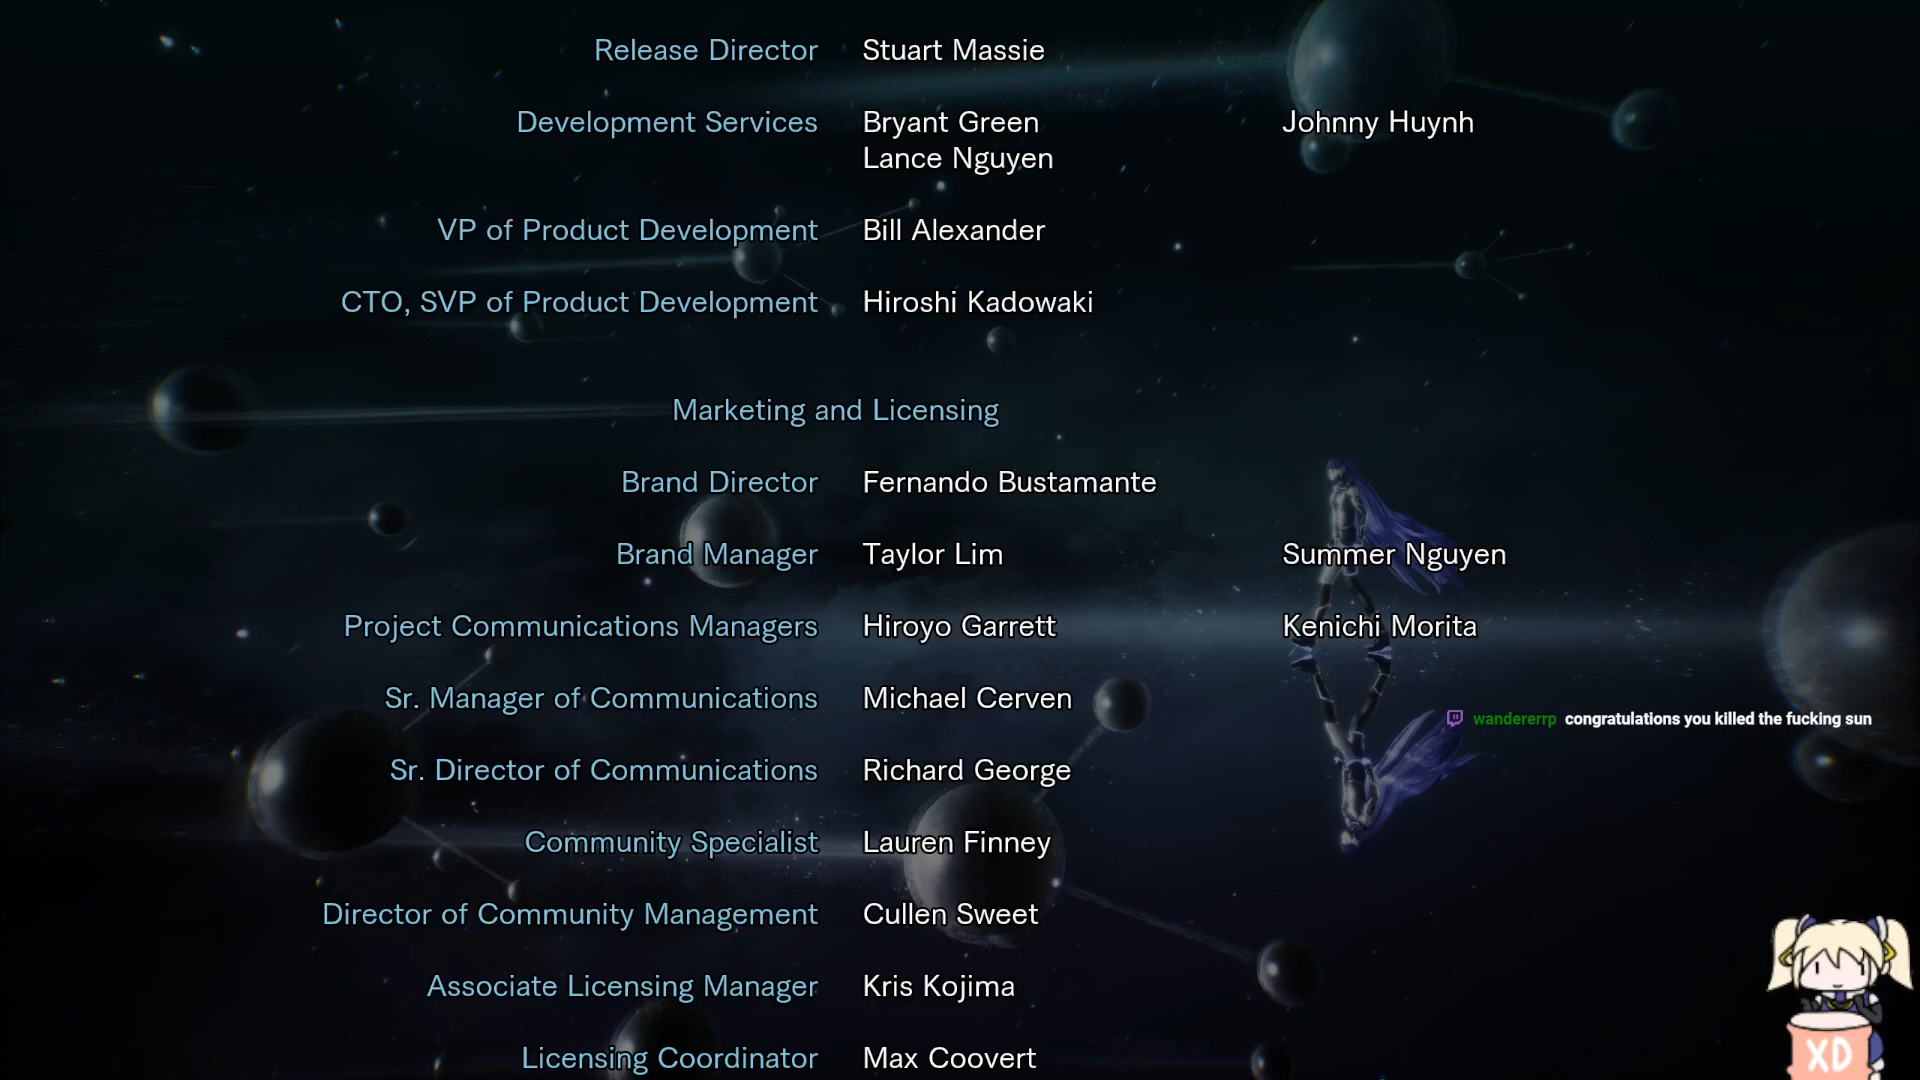 Release Director Stuart Massie
Development Services Bryant Green Johnny Huynh
Lance Nguyen
VP of Product Development Bill Alexander
CTO, SVP of Product Development Hiroshi Kadowaki
Marketing and Licensing
Brand Director Fernando Bustamante
Brand Manager Taylor Lim Summer Nguyen
Project Communications Managers Hiroyo Garrett Kenichi Morita
Sr. Manager of Communications Michael Cerven
wandererrp congratulations you killed the fucking sun
Sr. Director of Communications Richard George
Community Specialist Lauren Finney
Director of Community Management Cullen Sweet
Associate Licensing Manager Kris Kojima
Licensing Coordinator Max Coovert
XD